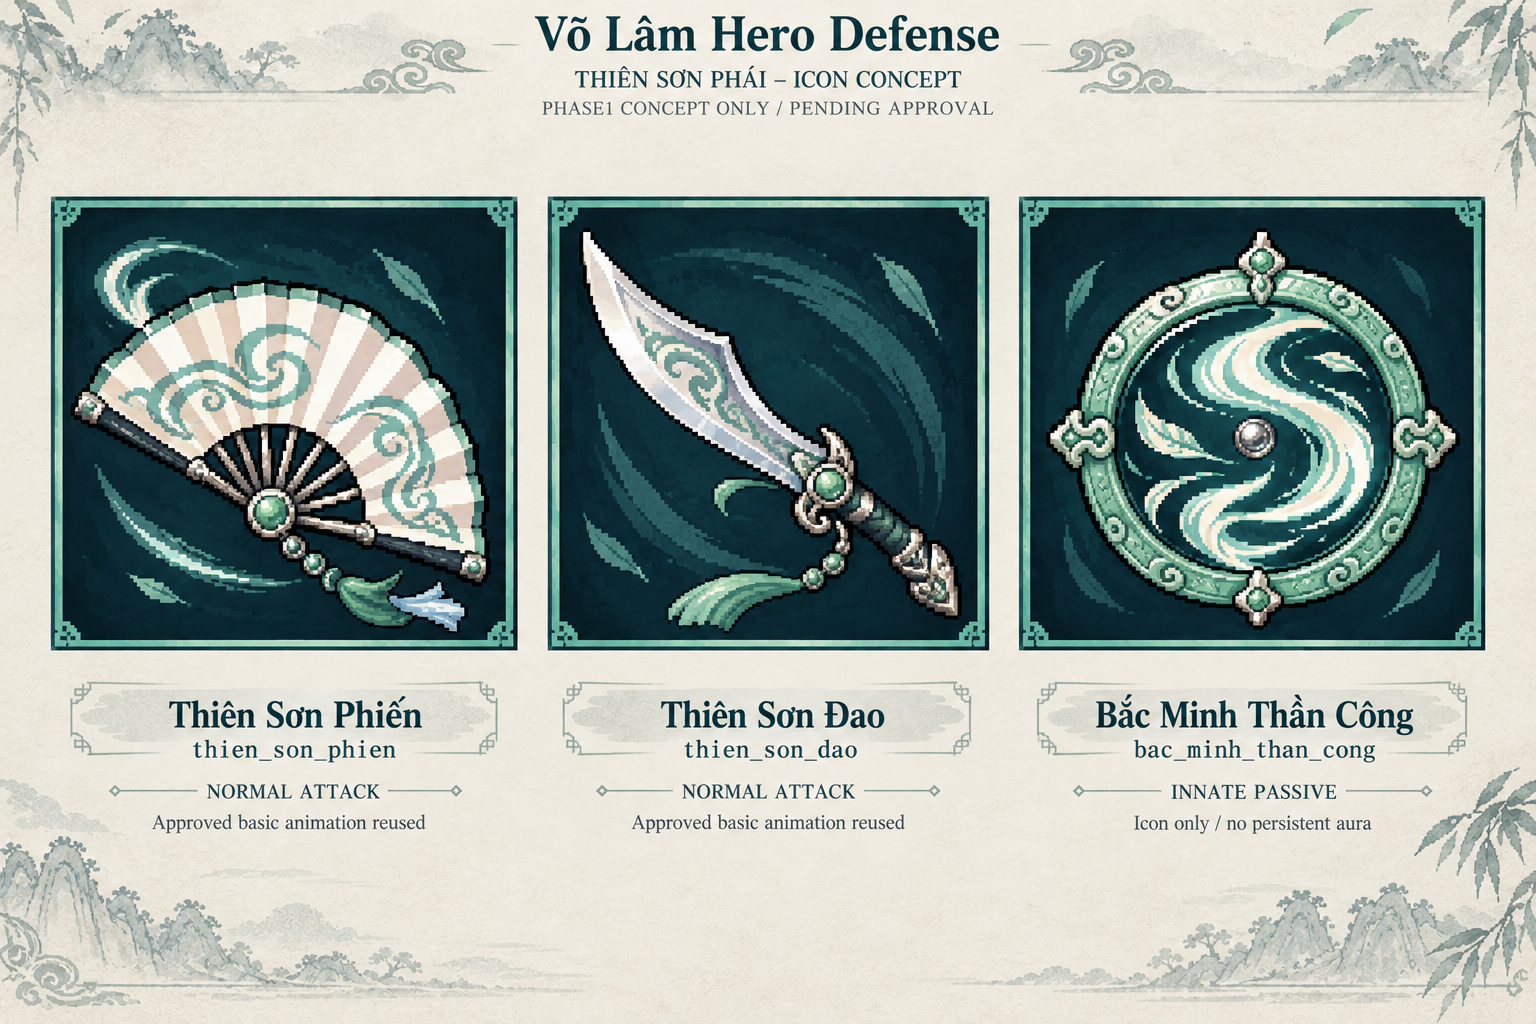 Võ Lâm Hero Defense
THIÊN SƠN PHÁI – ICON CONCEPT
PHASE1 CONCEPT ONLY / PENDING APPROVAL
Thiên Sơn Phiến
thien_son_phien
NORMAL ATTACK
Approved basic animation reused
Thiên Sơn Đao
thien_son_dao
NORMAL ATTACK
Approved basic animation reused
Bắc Minh Thần Công
bac_minh_than_cong
INNATE PASSIVE
Icon only / no persistent aura